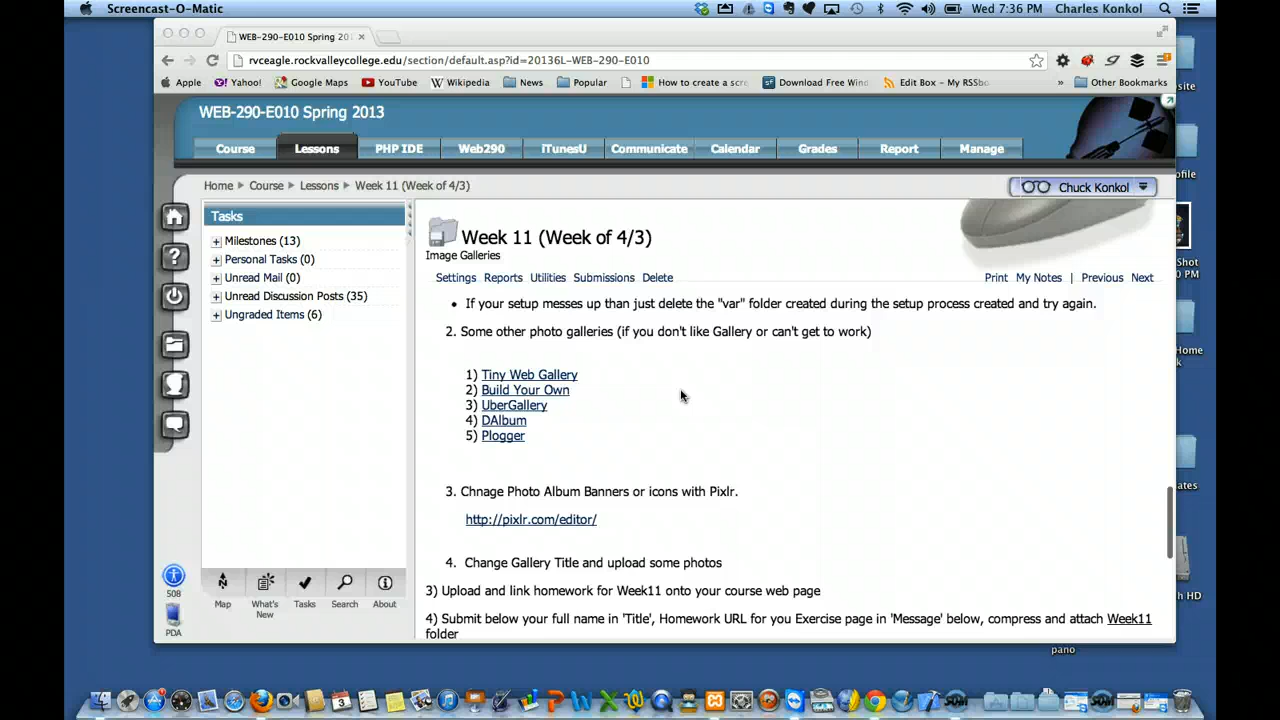 Screencast-O-Matic
Wed 7:36 PM Charles Konkol
WEB-290-E010 Spring 201
rvceagle.rockvalleycollege.edu/section/default.asp?id=20136L-WEB-290-E010
Apple Yahoo! Google Maps YouTube Wikipedia News Popular How to create a scre Download Free Wind Edit Box - My RSSbo » Other Bookmarks
WEB-290-E010 Spring 2013
Course Lessons PHP IDE Web290 iTunesU Communicate Calendar Grades Report Manage
Home Course Lessons Week 11 (Week of 4/3)
Chuck Konkol
Tasks
Milestones (13)
Personal Tasks (0)
Unread Mail (0)
Unread Discussion Posts (35)
Ungraded Items (6)
Map What's New Tasks Search About
508
PDA
Week 11 (Week of 4/3)
Image Galleries
Settings Reports Utilities Submissions Delete
Print My Notes | Previous Next
• If your setup messes up than just delete the "var" folder created during the setup process created and try again.
2. Some other photo galleries (if you don't like Gallery or can't get to work)
1) Tiny Web Gallery
2) Build Your Own
3) UberGallery
4) DAlbum
5) Plogger
3. Chnage Photo Album Banners or icons with Pixlr.
http://pixlr.com/editor/
4. Change Gallery Title and upload some photos
3) Upload and link homework for Week11 onto your course web page
4) Submit below your full name in 'Title', Homework URL for you Exercise page in 'Message' below, compress and attach Week11
folder
site
ofile
Shot
0 PM
Home
k
ates
h HD
pano